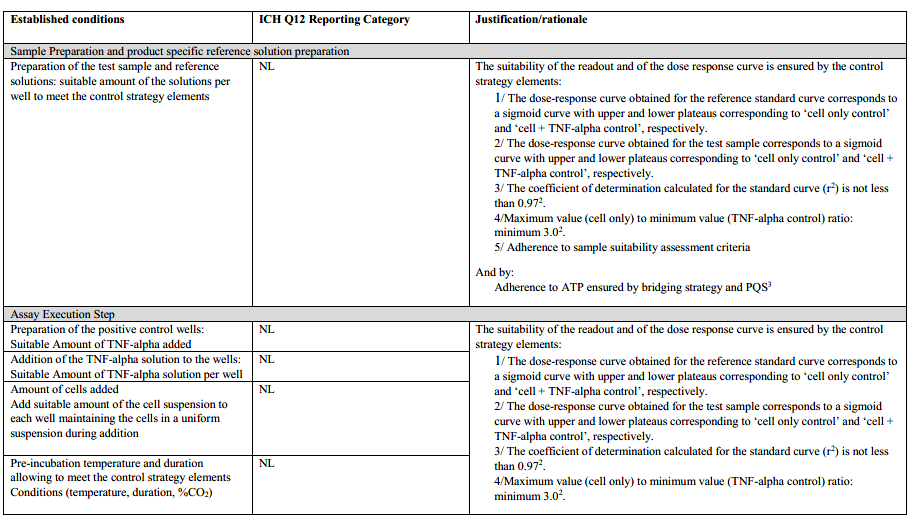 Established conditions
ICH Q12 Reporting Category
Justification/rationale
Sample Preparation and product specific reference solution preparation
Preparation of the test sample and reference
solutions: suitable amount of the solutions per
well to meet the control strategy elements
NL
The suitability of the readout and of the dose response curve is ensured by the control
strategy elements:
1/ The dose-response curve obtained for the reference standard curve corresponds to
a sigmoid curve with upper and lower plateaus corresponding to ‘cell only control’
and ‘cell + TNF-alpha control’, respectively.
2/ The dose-response curve obtained for the test sample corresponds to a sigmoid
curve with upper and lower plateaus corresponding to ‘cell only control’ and ‘cell +
TNF-alpha control’, respectively.
3/ The coefficient of determination calculated for the standard curve (r²) is not less
than 0.97².
4/Maximum value (cell only) to minimum value (TNF-alpha control) ratio:
minimum 3.0².
5/ Adherence to sample suitability assessment criteria
And by:
Adherence to ATP ensured by bridging strategy and PQS³
Assay Execution Step
Preparation of the positive control wells:
Suitable Amount of TNF-alpha added
NL
Addition of the TNF-alpha solution to the wells:
Suitable Amount of TNF-alpha solution per well
NL
Amount of cells added
Add suitable amount of the cell suspension to
each well maintaining the cells in a uniform
suspension during addition
NL
Pre-incubation temperature and duration
allowing to meet the control strategy elements
Conditions (temperature, duration, %CO₂)
NL
The suitability of the readout and of the dose response curve is ensured by the control
strategy elements:
1/ The dose-response curve obtained for the reference standard curve corresponds to
a sigmoid curve with upper and lower plateaus corresponding to ‘cell only control’
and ‘cell + TNF-alpha control’, respectively.
2/ The dose-response curve obtained for the test sample corresponds to a sigmoid
curve with upper and lower plateaus corresponding to ‘cell only control’ and ‘cell +
TNF-alpha control’, respectively.
3/ The coefficient of determination calculated for the standard curve (r²) is not less
than 0.97².
4/Maximum value (cell only) to minimum value (TNF-alpha control) ratio:
minimum 3.0².